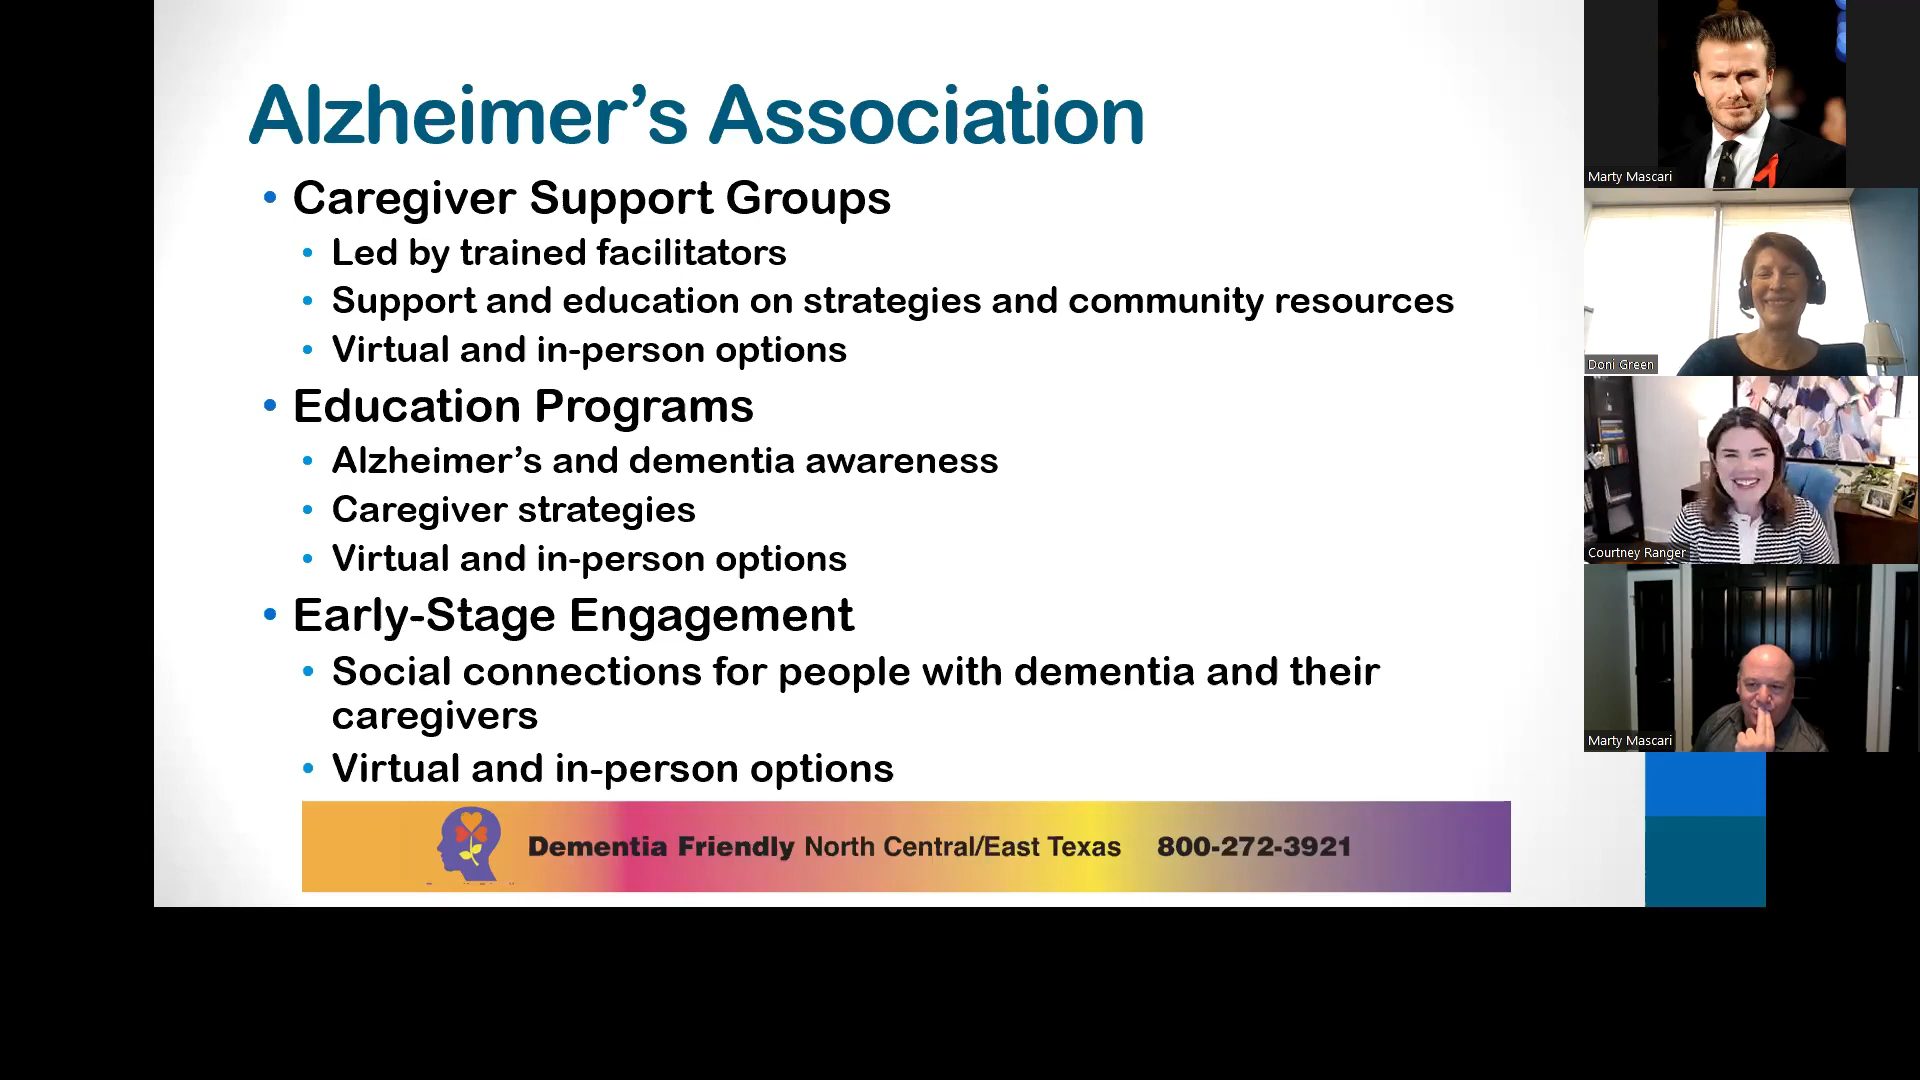 Alzheimer’s Association
• Caregiver Support Groups
• Led by trained facilitators
• Support and education on strategies and community resources
• Virtual and in-person options
• Education Programs
• Alzheimer’s and dementia awareness
• Caregiver strategies
• Virtual and in-person options
• Early-Stage Engagement
• Social connections for people with dementia and their
caregivers
• Virtual and in-person options
Dementia Friendly North Central/East Texas 800-272-3921
Marty Mascari
Doni Green
Courtney Ranger
Marty Mascari